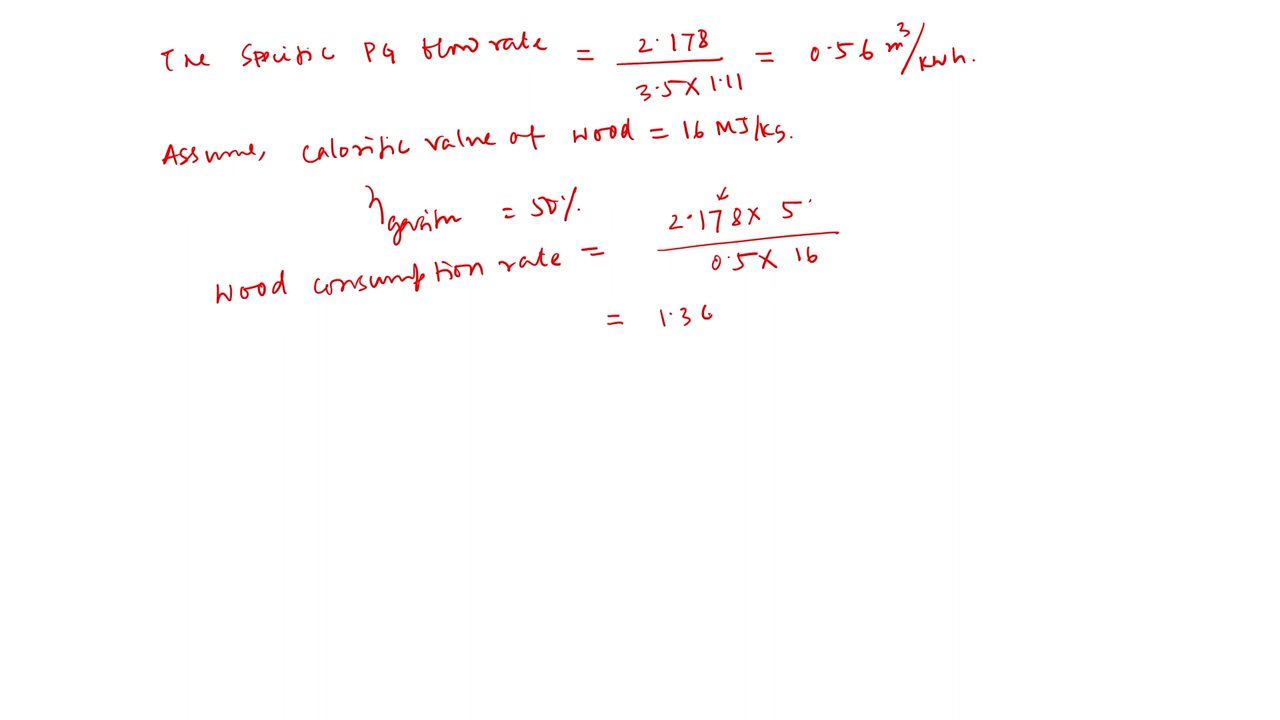 The Specific PG flow rate = 2.178 / 3.5 X 1.11 = 0.56 m³/kwh.
Assume, calorific value of wood = 16 MJ/kg.
η = 50%.
wood consumption rate = 2.178 X 5 / 0.5 X 16
= 1.36